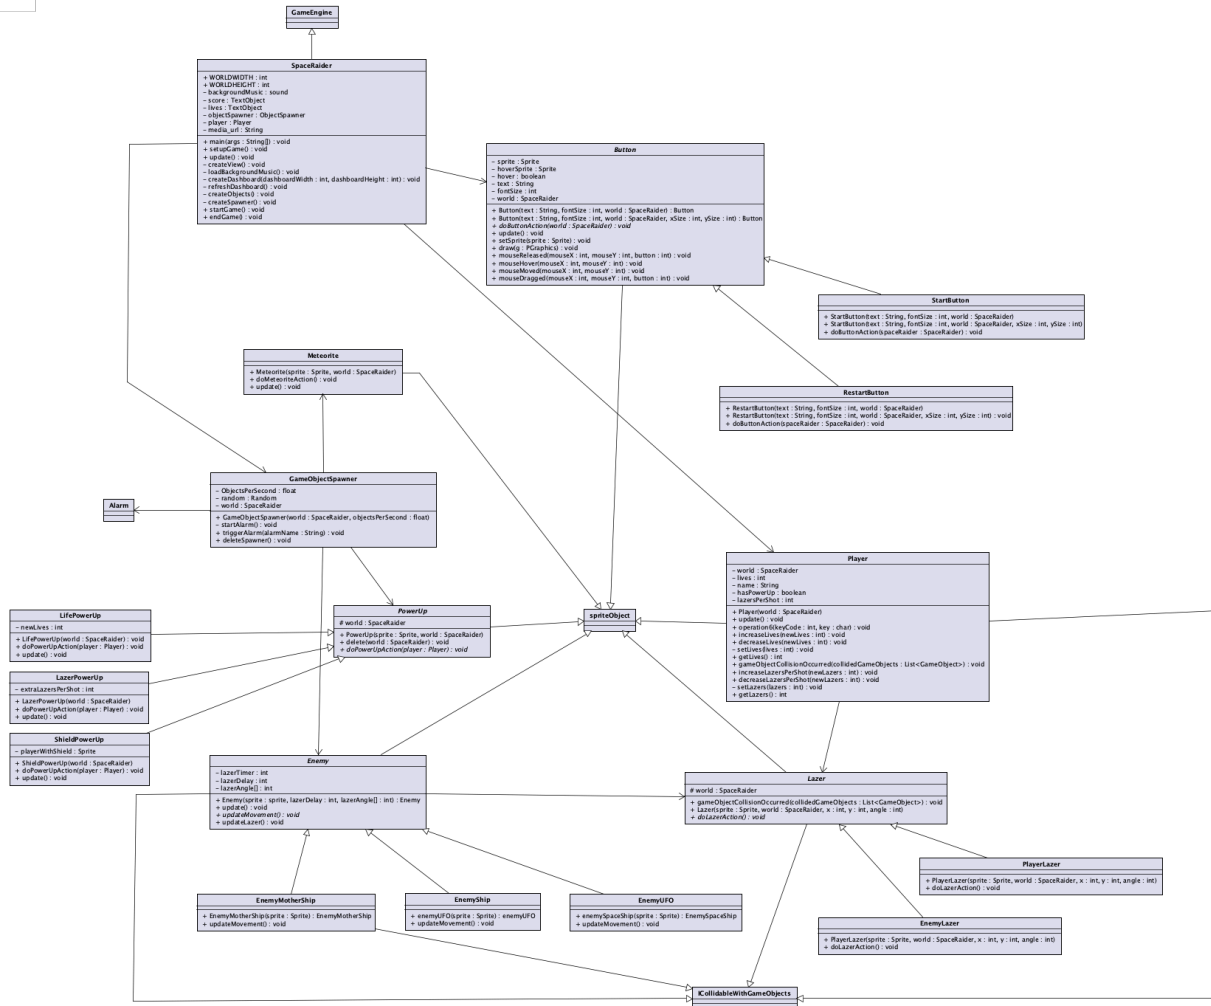 GameEngine
SpaceRaider
+ WORLDWIDTH : int
+ WORLDHEIGHT : int
- backgroundMusic : sound
- score : TextObject
- lives : TextObject
- objectSpawner : ObjectSpawner
- player : Player
- media_url : String
+ main(args : String[]) : void
+ setupGame() : void
+ update() : void
- createView() : void
- loadBackgroundMusic() : void
- createDashboard(dashboardWidth : int, dashboardHeight : int) : void
- refreshDashboard() : void
- createObjects() : void
- createSpawner() : void
+ startGame() : void
+ endGame() : void
Button
- sprite : Sprite
- hoverSprite : Sprite
- hover : boolean
- text : String
- fontSize : int
- world : SpaceRaider
+ Button(text : String, fontSize : int, world : SpaceRaider) : Button
+ Button(text : String, fontSize : int, world : SpaceRaider, xSize : int, ySize : int) : Button
+ doButtonAction(world : SpaceRaider) : void
+ update() : void
+ setSprite(sprite : Sprite) : void
+ draw(g : PGraphics) : void
+ mouseReleased(mouseX : int, mouseY : int, button : int) : void
+ mouseHover(mouseX : int, mouseY : int) : void
+ mouseMoved(mouseX : int, mouseY : int) : void
+ mouseDragged(mouseX : int, mouseY : int, button : int) : void
StartButton
+ StartButton(text : String, fontSize : int, world : SpaceRaider)
+ StartButton(text : String, fontSize : int, world : SpaceRaider, xSize : int, ySize : int)
+ doButtonAction(spaceRaider : SpaceRaider) : void
Meteorite
+ Meteorite(sprite : Sprite, world : SpaceRaider)
+ doMeteoriteAction() : void
+ update() : void
RestartButton
+ RestartButton(text : String, fontSize : int, world : SpaceRaider)
+ RestartButton(text : String, fontSize : int, world : SpaceRaider, xSize : int, ySize : int) : void
+ doButtonAction(spaceRaider : SpaceRaider) : void
GameObjectSpawner
- ObjectsPerSecond : float
- random : Random
- world : SpaceRaider
+ GameObjectSpawner(world : SpaceRaider, objectsPerSecond : float)
- startAlarm() : void
+ triggerAlarm(alarmName : String) : void
+ deleteSpawner() : void
Alarm
Player
- world : SpaceRaider
- lives : int
- name : String
- hasPowerUp : boolean
- lazersPerShot : int
+ Player(world : SpaceRaider)
+ update() : void
+ operation6(keyCode : int, key : char) : void
+ increaseLives(newLives : int) : void
+ decreaseLives(newLives : int) : void
- setLives(lives : int) : void
+ getLives() : int
+ gameObjectCollisionOccurred(collidedGameObjects : List<GameObject>) : void
+ increaseLazersPerShot(newLazers : int) : void
+ decreaseLazersPerShot(newLazers : int) : void
- setLazers(lazers : int) : void
+ getLazers() : int
PowerUp
# world : SpaceRaider
+ PowerUp(sprite : Sprite, world : SpaceRaider)
+ delete(world : SpaceRaider) : void
+ doPowerUpAction(player : Player) : void
spriteObject
LifePowerUp
- newLives : int
+ LifePowerUp(world : SpaceRaider) : void
+ doPowerUpAction(player : Player) : void
+ update() : void
LazerPowerUp
- extraLazersPerShot : int
+ LazerPowerUp(world : SpaceRaider)
+ doPowerUpAction(player : Player) : void
+ update() : void
ShieldPowerUp
- playerWithShield : Sprite
+ ShieldPowerUp(world : SpaceRaider)
+ doPowerUpAction(player : Player) : void
+ update() : void
Enemy
- lazerTimer : int
- lazerDelay : int
- lazerAngle[] : int
+ Enemy(sprite : sprite, lazerDelay : int, lazerAngle[] : int) : Enemy
+ update() : void
+ updateMovement() : void
+ updateLazer() : void
Lazer
# world : SpaceRaider
+ gameObjectCollisionOccurred(collidedGameObjects : List<GameObject>) : void
+ Lazer(sprite : Sprite, world : SpaceRaider, x : int, y : int, angle : int)
+ doLazerAction() : void
PlayerLazer
+ PlayerLazer(sprite : Sprite, world : SpaceRaider, x : int, y : int, angle : int)
+ doLazerAction() : void
EnemyMotherShip
+ EnemyMotherShip(sprite : Sprite) : EnemyMotherShip
+ updateMovement() : void
EnemyShip
+ enemyUFO(sprite : Sprite) : enemyUFO
+ updateMovement() : void
EnemyUFO
+ enemySpaceShip(sprite : Sprite) : EnemySpaceShip
+ updateMovement() : void
EnemyLazer
+ PlayerLazer(sprite : Sprite, world : SpaceRaider, x : int, y : int, angle : int)
+ doLazerAction() : void
ICollidableWithGameObjects